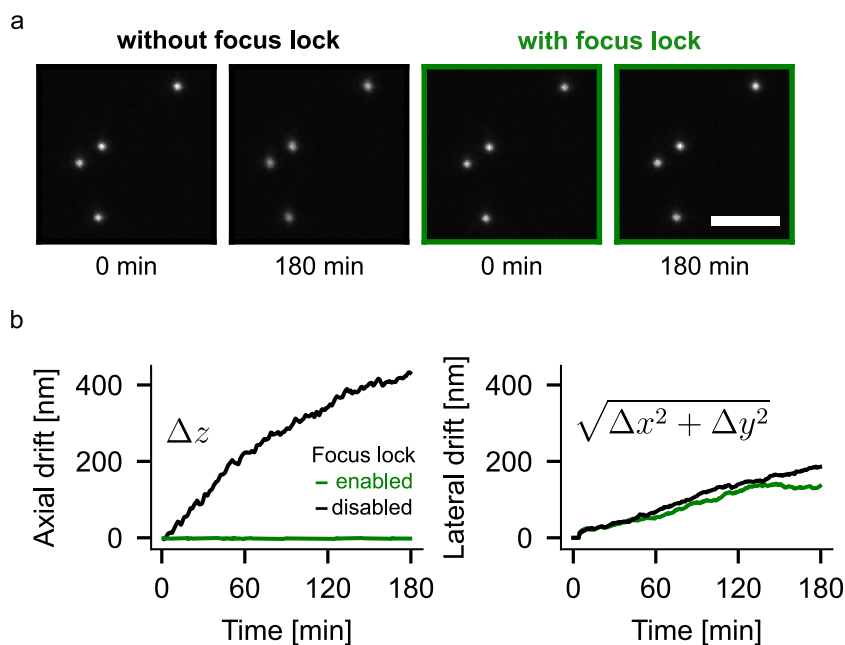 a
without focus lock
with focus lock
0 min
180 min
0 min
180 min
b
Axial drift [nm]
400
200
0
Δz
Focus lock
enabled
disabled
0
60
120
180
Time [min]
Lateral drift [nm]
400
200
0
√Δx² + Δy²
0
60
120
180
Time [min]